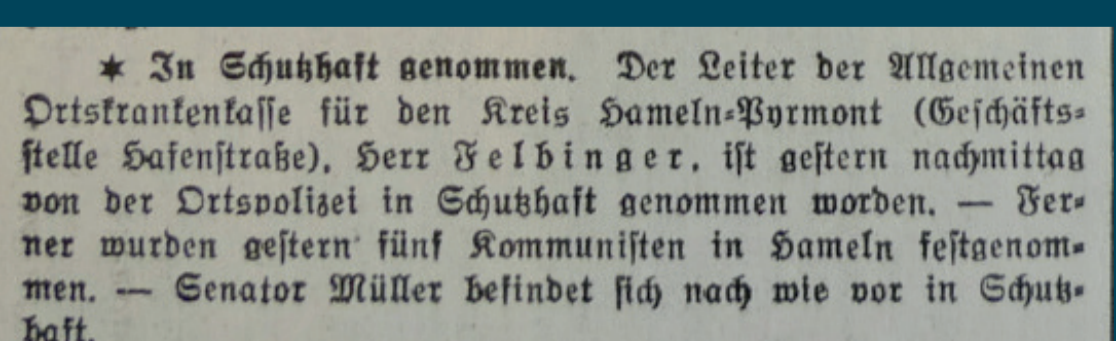 * In Schutzhaft genommen. Der Leiter der Allgemeinen
Ortskrankenkasse für den Kreis Hameln-Pyrmont (Geschäfts-
stelle Hafenstraße), Herr Felbinger, ist gestern nachmittag
von der Ortspolizei in Schutzhaft genommen worden. — Fer-
ner wurden gestern fünf Kommunisten in Hameln festgenom-
men. — Senator Müller befindet sich nach wie vor in Schutz-
haft.